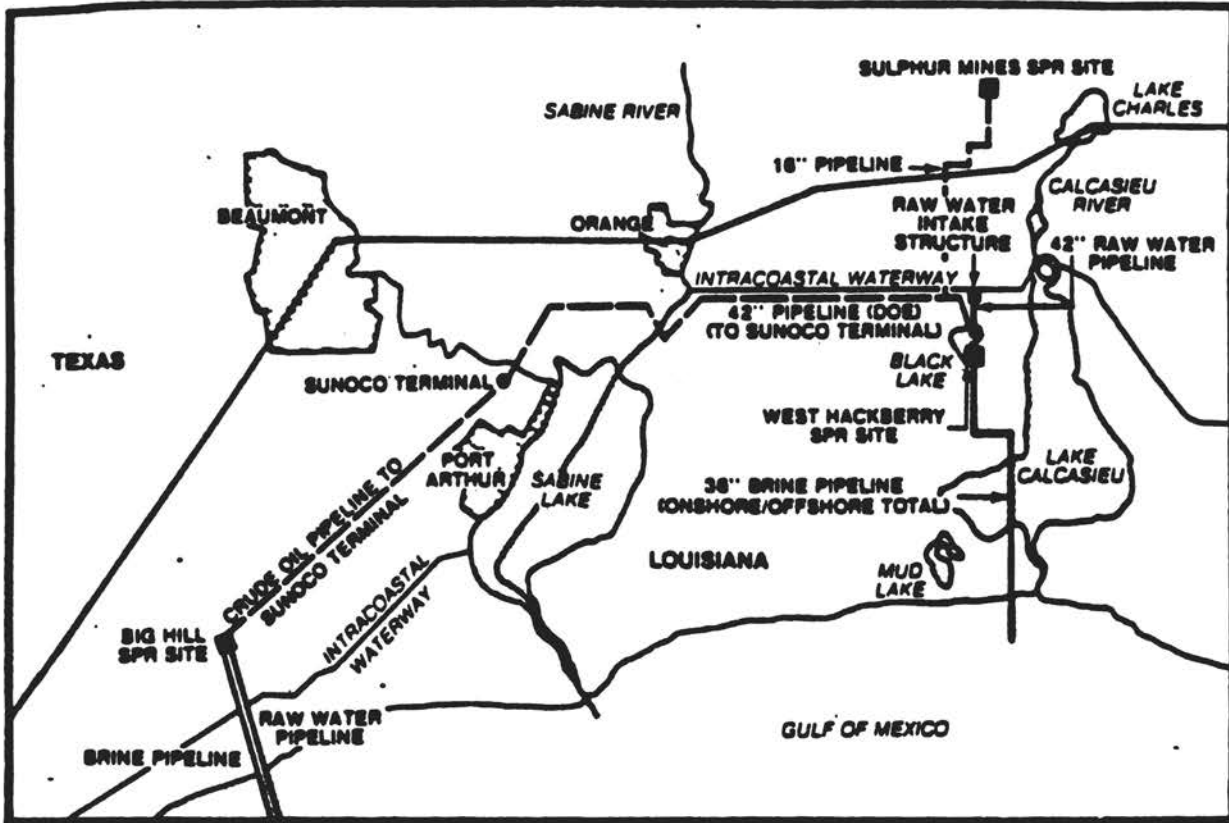 SULPHUR MINES SPR SITE
LAKE
CHARLES
SABINE RIVER
16" PIPELINE
CALCASIEU
RIVER
RAW WATER
INTAKE
STRUCTURE
BEAUMONT
ORANGE
42" RAW WATER
PIPELINE
INTRACOASTAL WATERWAY
42" PIPELINE (DOE)
(TO SUNOCO TERMINAL)
TEXAS
BLACK
LAKE
SUNOCO TERMINAL
WEST HACKBERRY
SPR SITE
PORT
ARTHUR
SABINE
LAKE
LAKE
CALCASIEU
36" BRINE PIPELINE
(ONSHORE/OFFSHORE TOTAL)
CRUDE OIL PIPELINE TO
SUNOCO TERMINAL
LOUISIANA
MUD
LAKE
INTRACOASTAL
WATERWAY
BIG HILL
SPR SITE
RAW WATER
PIPELINE
BRINE PIPELINE
GULF OF MEXICO